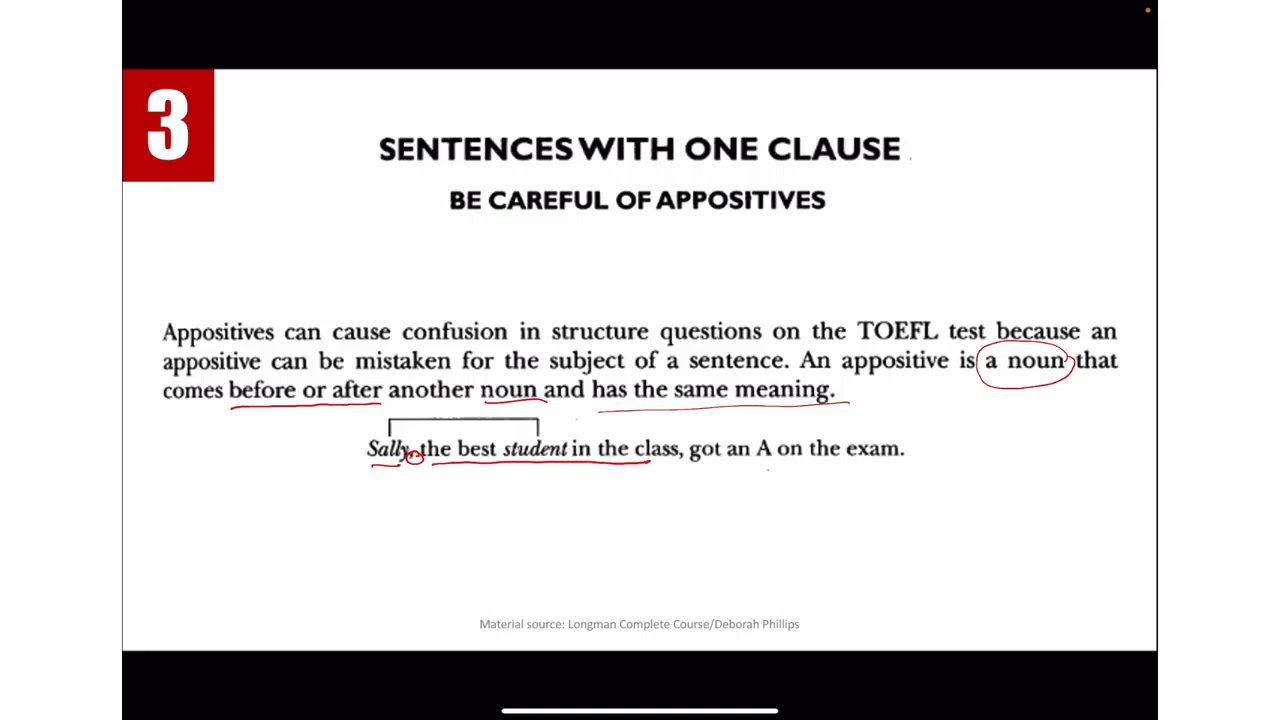 3
SENTENCES WITH ONE CLAUSE
BE CAREFUL OF APPOSITIVES
Appositives can cause confusion in structure questions on the TOEFL test because an
appositive can be mistaken for the subject of a sentence. An appositive is a noun that
comes before or after another noun and has the same meaning.
Sally, the best student in the class, got an A on the exam.
Material source: Longman Complete Course/Deborah Phillips